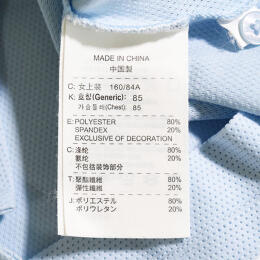 MADE IN CHINA
中国製
C: 女上装 160/84A
K: 호칭(Generic): 85
가슴둘레(Chest): 85
E: POLYESTER 80%
SPANDEX 20%
EXCLUSIVE OF DECORATION
C: 涤纶 80%
氨纶 20%
不包括装饰部分
T: 聚酯纖維 80%
彈性纖維 20%
J: ポリエステル 80%
ポリウレタン 20%